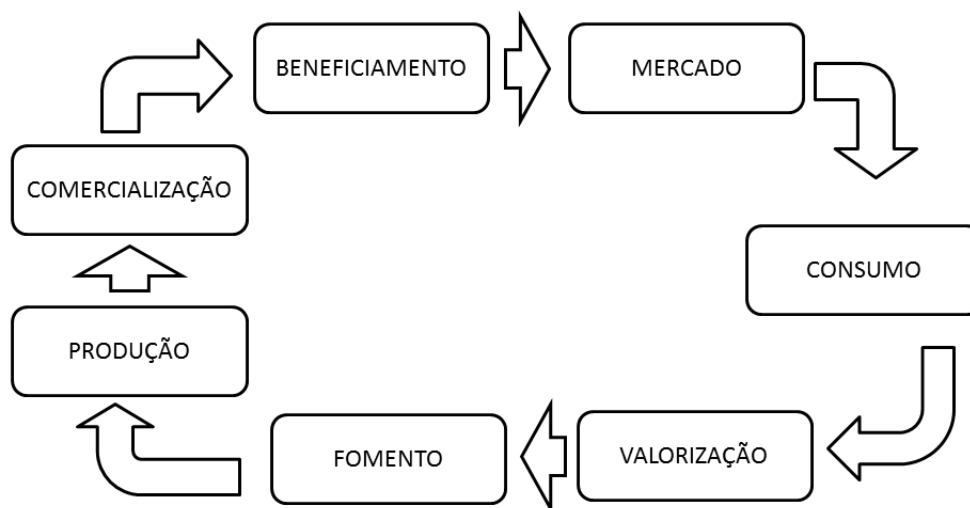 BENEFICIAMENTO
MERCADO
COMERCIALIZAÇÃO
CONSUMO
PRODUÇÃO
FOMENTO
VALORIZAÇÃO